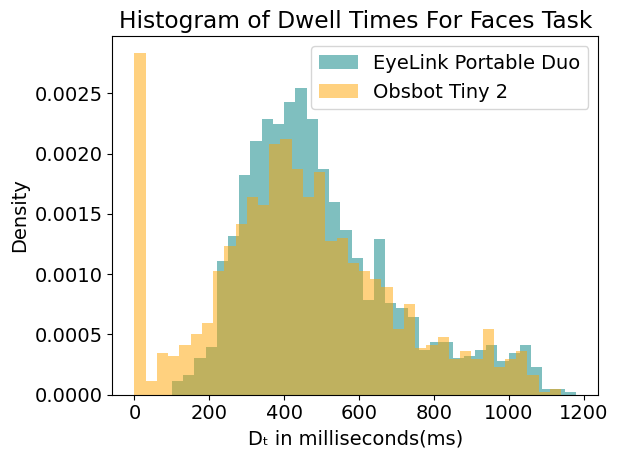 Histogram of Dwell Times For Faces Task
EyeLink Portable Duo
Obsbot Tiny 2
0.0025
0.0020
0.0015
0.0010
0.0005
0.0000
Density
0 200 400 600 800 1000 1200
Dₜ in milliseconds(ms)